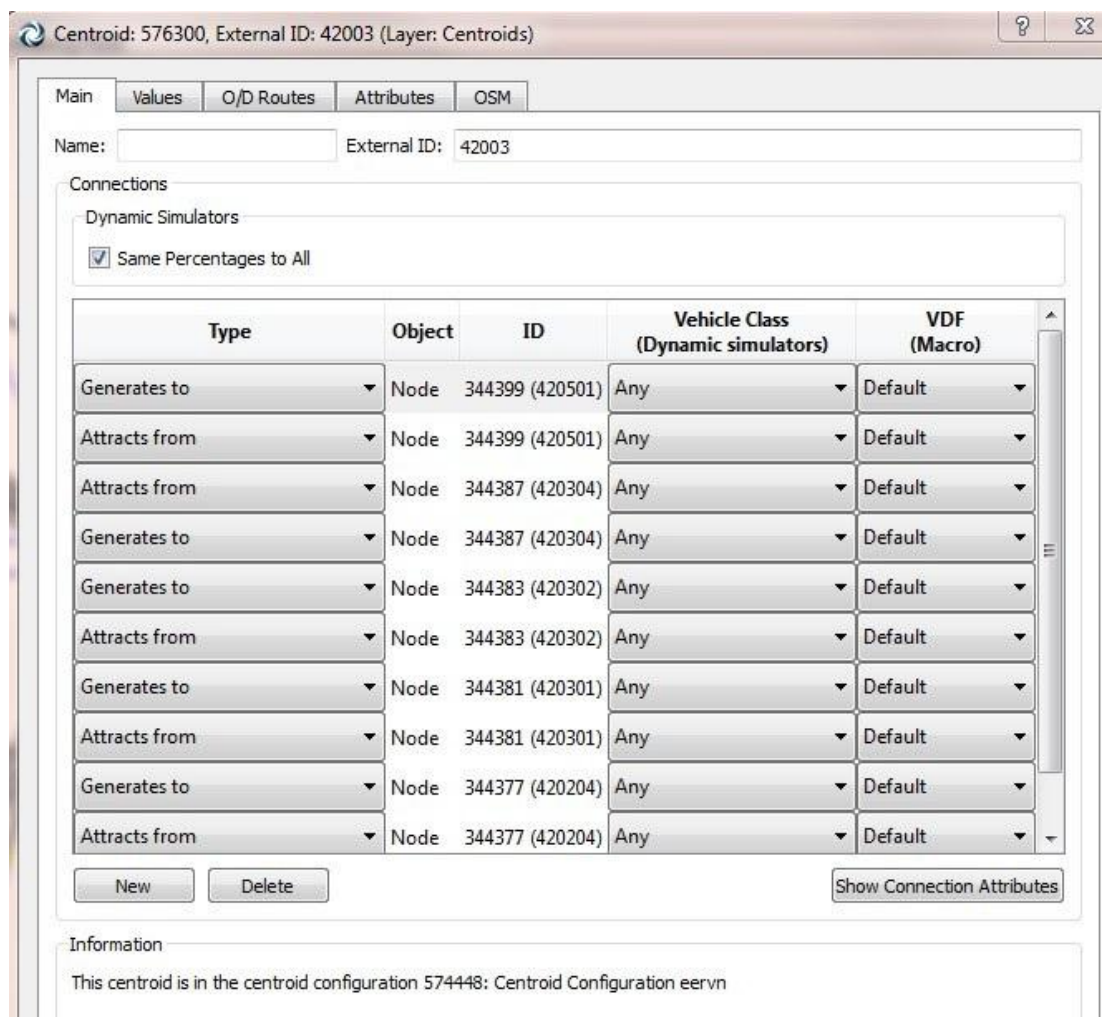 Centroid: 576300, External ID: 42003 (Layer: Centroids)
Main Values O/D Routes Attributes OSM
Name: External ID: 42003
Connections
Dynamic Simulators
Same Percentages to All
Type Object ID Vehicle Class (Dynamic simulators) VDF (Macro)
Generates to Node 344399 (420501) Any Default
Attracts from Node 344399 (420501) Any Default
Attracts from Node 344387 (420304) Any Default
Generates to Node 344387 (420304) Any Default
Generates to Node 344383 (420302) Any Default
Attracts from Node 344383 (420302) Any Default
Generates to Node 344381 (420301) Any Default
Attracts from Node 344381 (420301) Any Default
Generates to Node 344377 (420204) Any Default
Attracts from Node 344377 (420204) Any Default
New Delete Show Connection Attributes
Information
This centroid is in the centroid configuration 574448: Centroid Configuration eervn